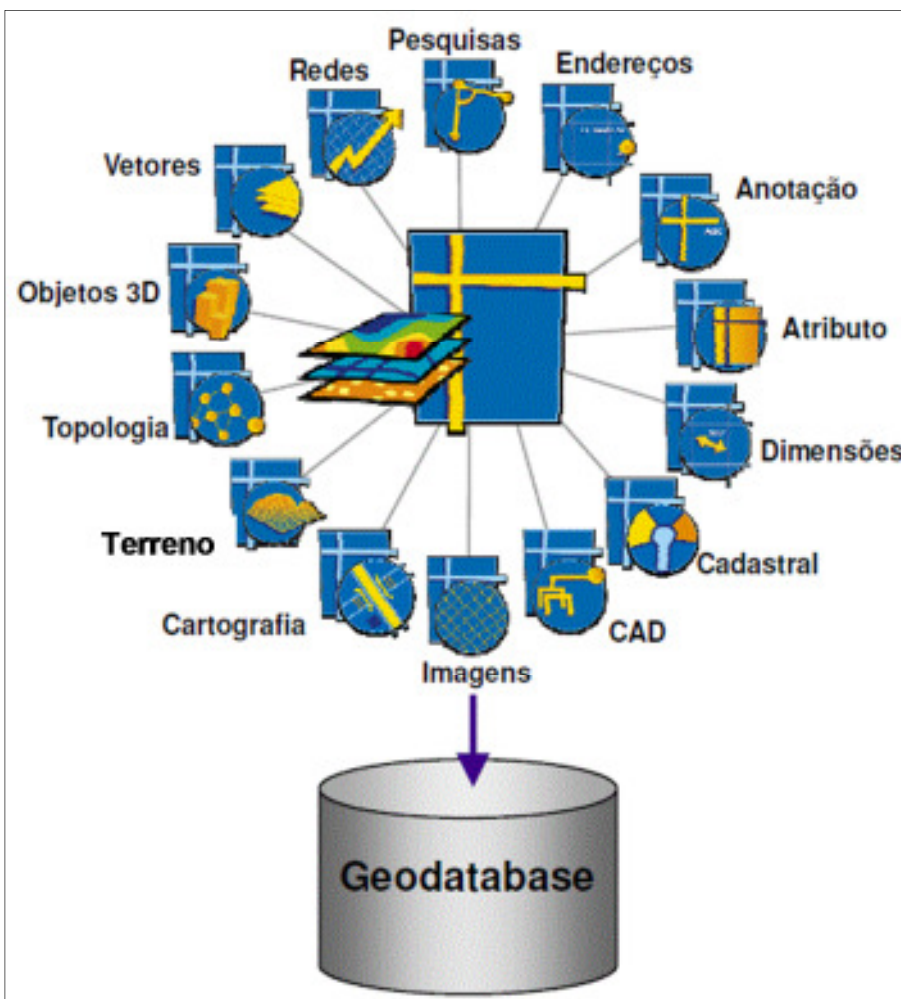 Pesquisas
Redes
Endereços
Vetores
Anotação
Objetos 3D
Atributo
Topologia
Dimensões
Terreno
Cadastral
Cartografia
CAD
Imagens
Geodatabase